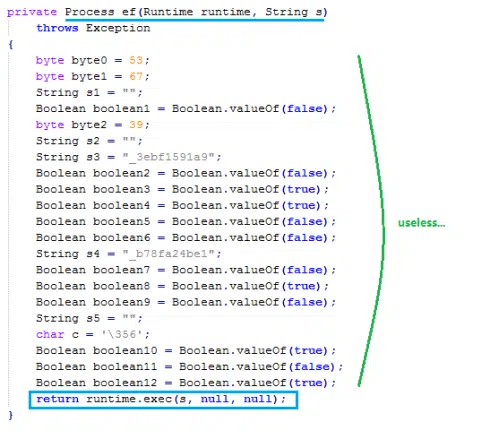 private Process ef(Runtime runtime, String s)
throws Exception
{
byte byte0 = 53;
byte byte1 = 67;
String s1 = "";
Boolean boolean1 = Boolean.valueOf(false);
byte byte2 = 39;
String s2 = "";
String s3 = "_3ebf1591a9";
Boolean boolean2 = Boolean.valueOf(false);
Boolean boolean3 = Boolean.valueOf(true);
Boolean boolean4 = Boolean.valueOf(true);
Boolean boolean5 = Boolean.valueOf(false);
Boolean boolean6 = Boolean.valueOf(false);
useless...
String s4 = "_b78fa24be1";
Boolean boolean7 = Boolean.valueOf(false);
Boolean boolean8 = Boolean.valueOf(true);
Boolean boolean9 = Boolean.valueOf(false);
String s5 = "";
char c = '\356';
Boolean boolean10 = Boolean.valueOf(true);
Boolean boolean11 = Boolean.valueOf(false);
Boolean boolean12 = Boolean.valueOf(true);
return runtime.exec(s, null, null);
}